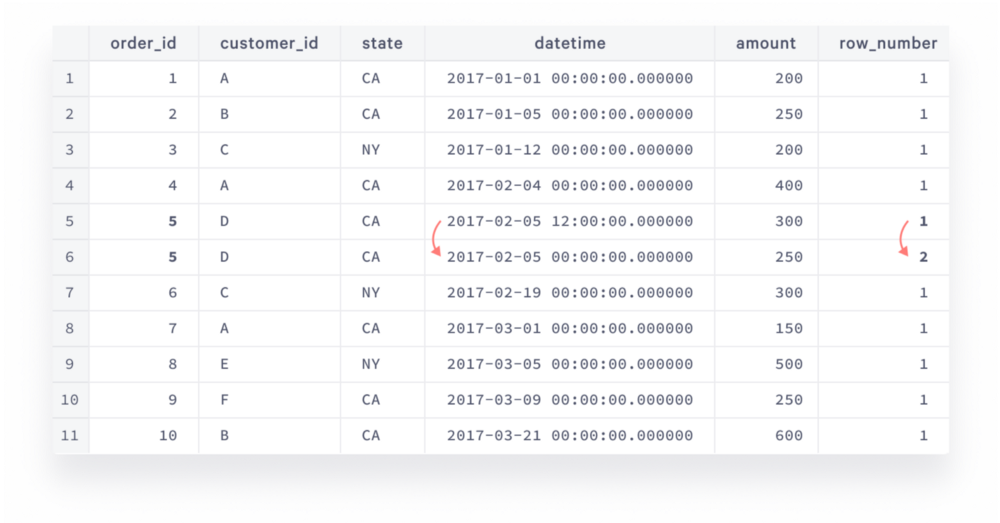 order_id customer_id state datetime amount row_number
1 1 A CA 2017-01-01 00:00:00.000000 200 1
2 2 B CA 2017-01-05 00:00:00.000000 250 1
3 3 C NY 2017-01-12 00:00:00.000000 200 1
4 4 A CA 2017-02-04 00:00:00.000000 400 1
5 5 D CA 2017-02-05 12:00:00.000000 300 1
6 5 D CA 2017-02-05 00:00:00.000000 250 2
7 6 C NY 2017-02-19 00:00:00.000000 300 1
8 7 A CA 2017-03-01 00:00:00.000000 150 1
9 8 E NY 2017-03-05 00:00:00.000000 500 1
10 9 F CA 2017-03-09 00:00:00.000000 250 1
11 10 B CA 2017-03-21 00:00:00.000000 600 1